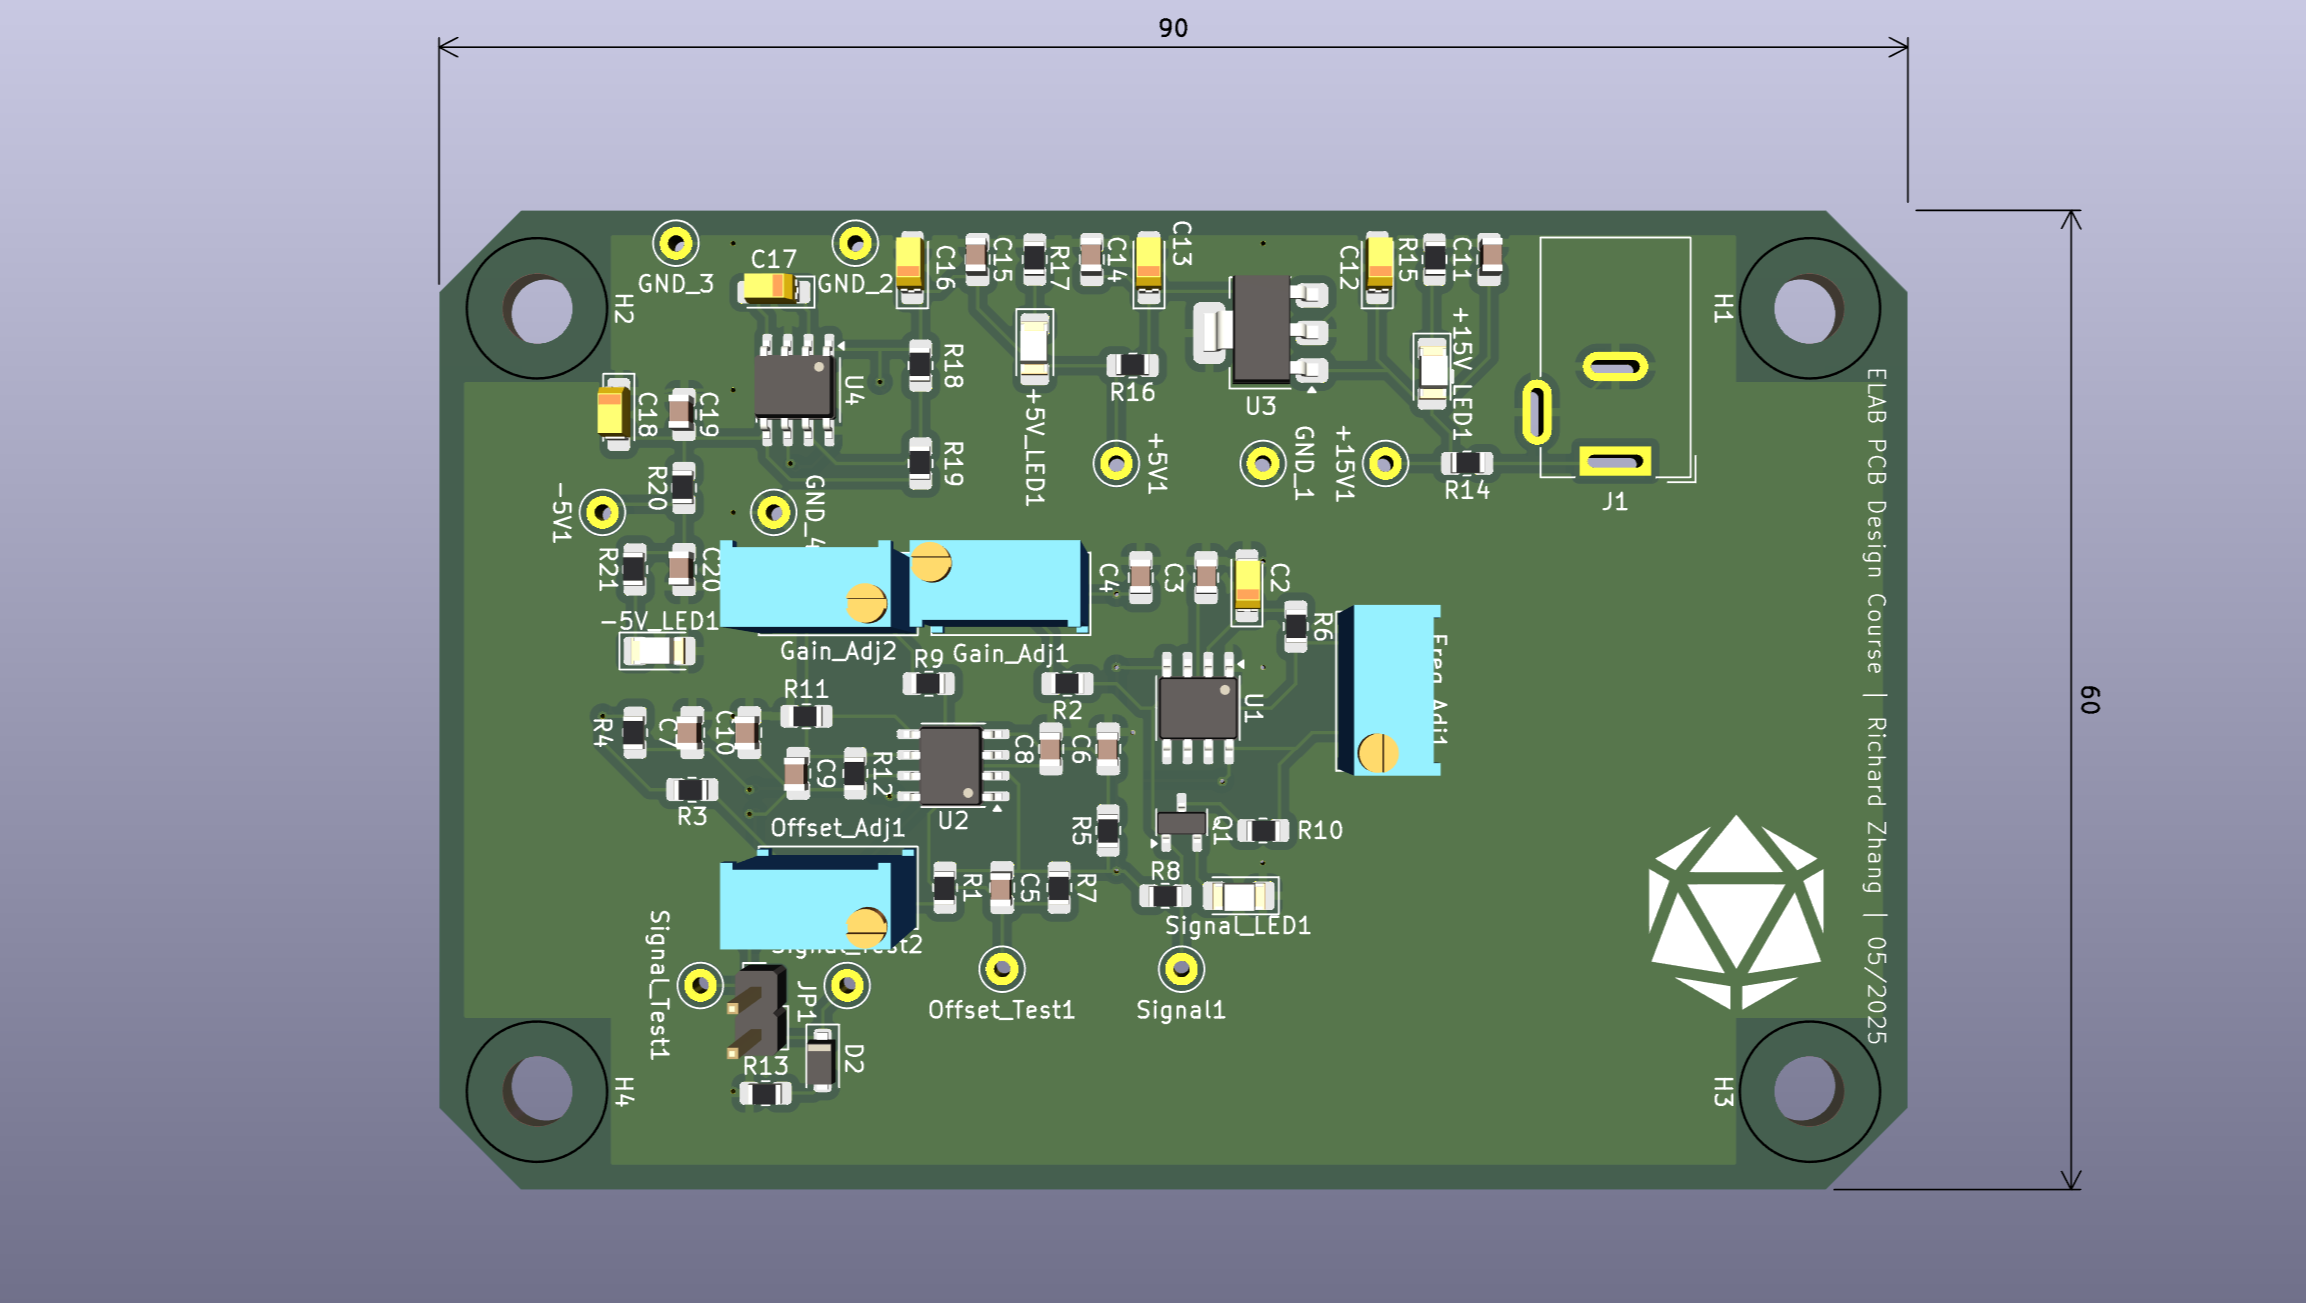 90
C17
GND_3
GND_2
C16
C15
R17
C14
C13
C12
R15
C11
H2
H1
U4
R18
R16
U3
+15V_LED1
+5V_LED1
C18
C19
R19
+5V1
GND_1
+15V1
R14
J1
R20
-5V1
GND_4
R21
C20
C4
C3
C2
-5V_LED1
R6
Gain_Adj2
Gain_Adj1
R9
R11
R2
U1
Freq_Adj1
60
R4
C7
C10
C9
R12
C8
C6
R3
Offset_Adj1
U2
R5
Q1
R10
R8
R1
C5
R7
Signal_LED1
Signal_Test2
Signal_Test1
JP1
Offset_Test1
Signal1
R13
D2
H4
H3
ELAB PCB Design Course | Richard Zhang | 05/2025